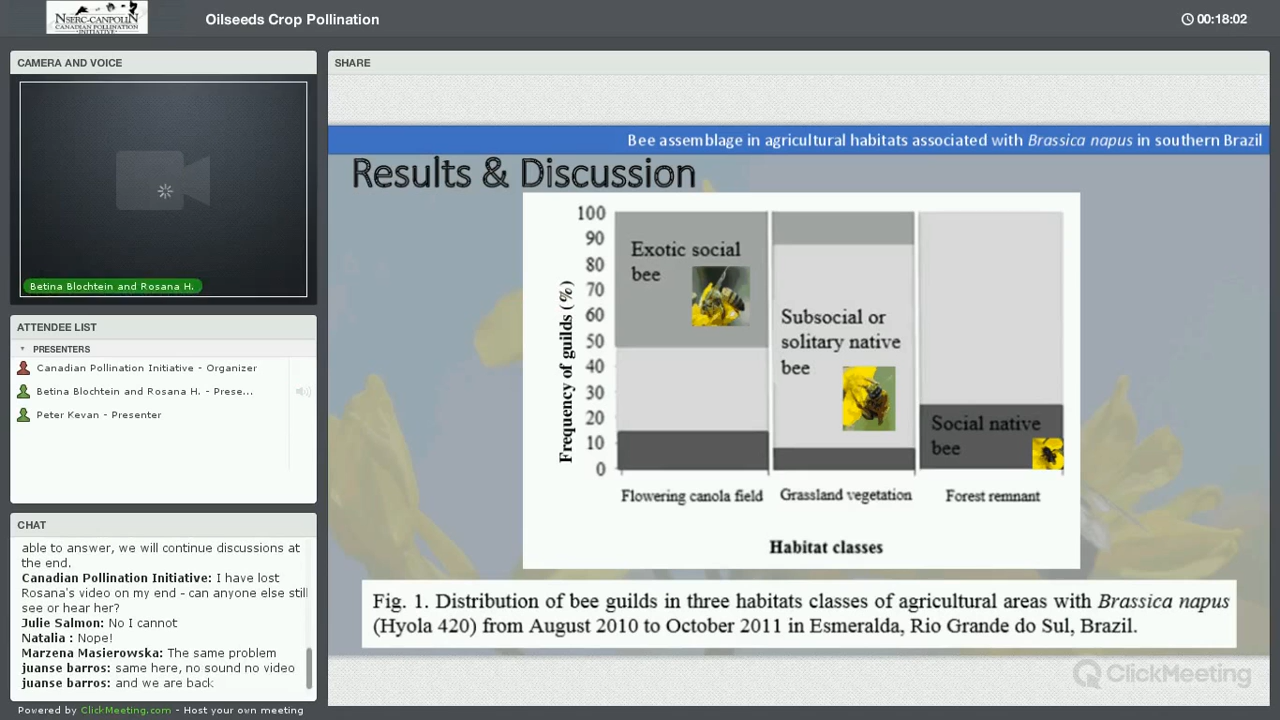 NSERC-CANPOLIN
CANADIAN POLLINATION
INITIATIVE
Oilseeds Crop Pollination
00:18:02
CAMERA AND VOICE
Betina Blochtein and Rosana H.
ATTENDEE LIST
PRESENTERS
Canadian Pollination Initiative - Organizer
Betina Blochtein and Rosana H. - Prese...
Peter Kevan - Presenter
CHAT
able to answer, we will continue discussions at
the end.
Canadian Pollination Initiative: I have lost
Rosana's video on my end - can anyone else still
see or hear her?
Julie Salmon: No I cannot
Natalia : Nope!
Marzena Masierowska: The same problem
juanse barros: same here, no sound no video
juanse barros: and we are back
Powered by ClickMeeting.com - Host your own meeting
SHARE
Bee assemblage in agricultural habitats associated with Brassica napus in southern Brazil
Results & Discussion
Frequency of guilds (%)
100
90
80
70
60
50
40
30
20
10
0
Exotic social
bee
Subsocial or
solitary native
bee
Social native
bee
Flowering canola field
Grassland vegetation
Forest remnant
Habitat classes
Fig. 1. Distribution of bee guilds in three habitats classes of agricultural areas with Brassica napus
(Hyola 420) from August 2010 to October 2011 in Esmeralda, Rio Grande do Sul, Brazil.
ClickMeeting